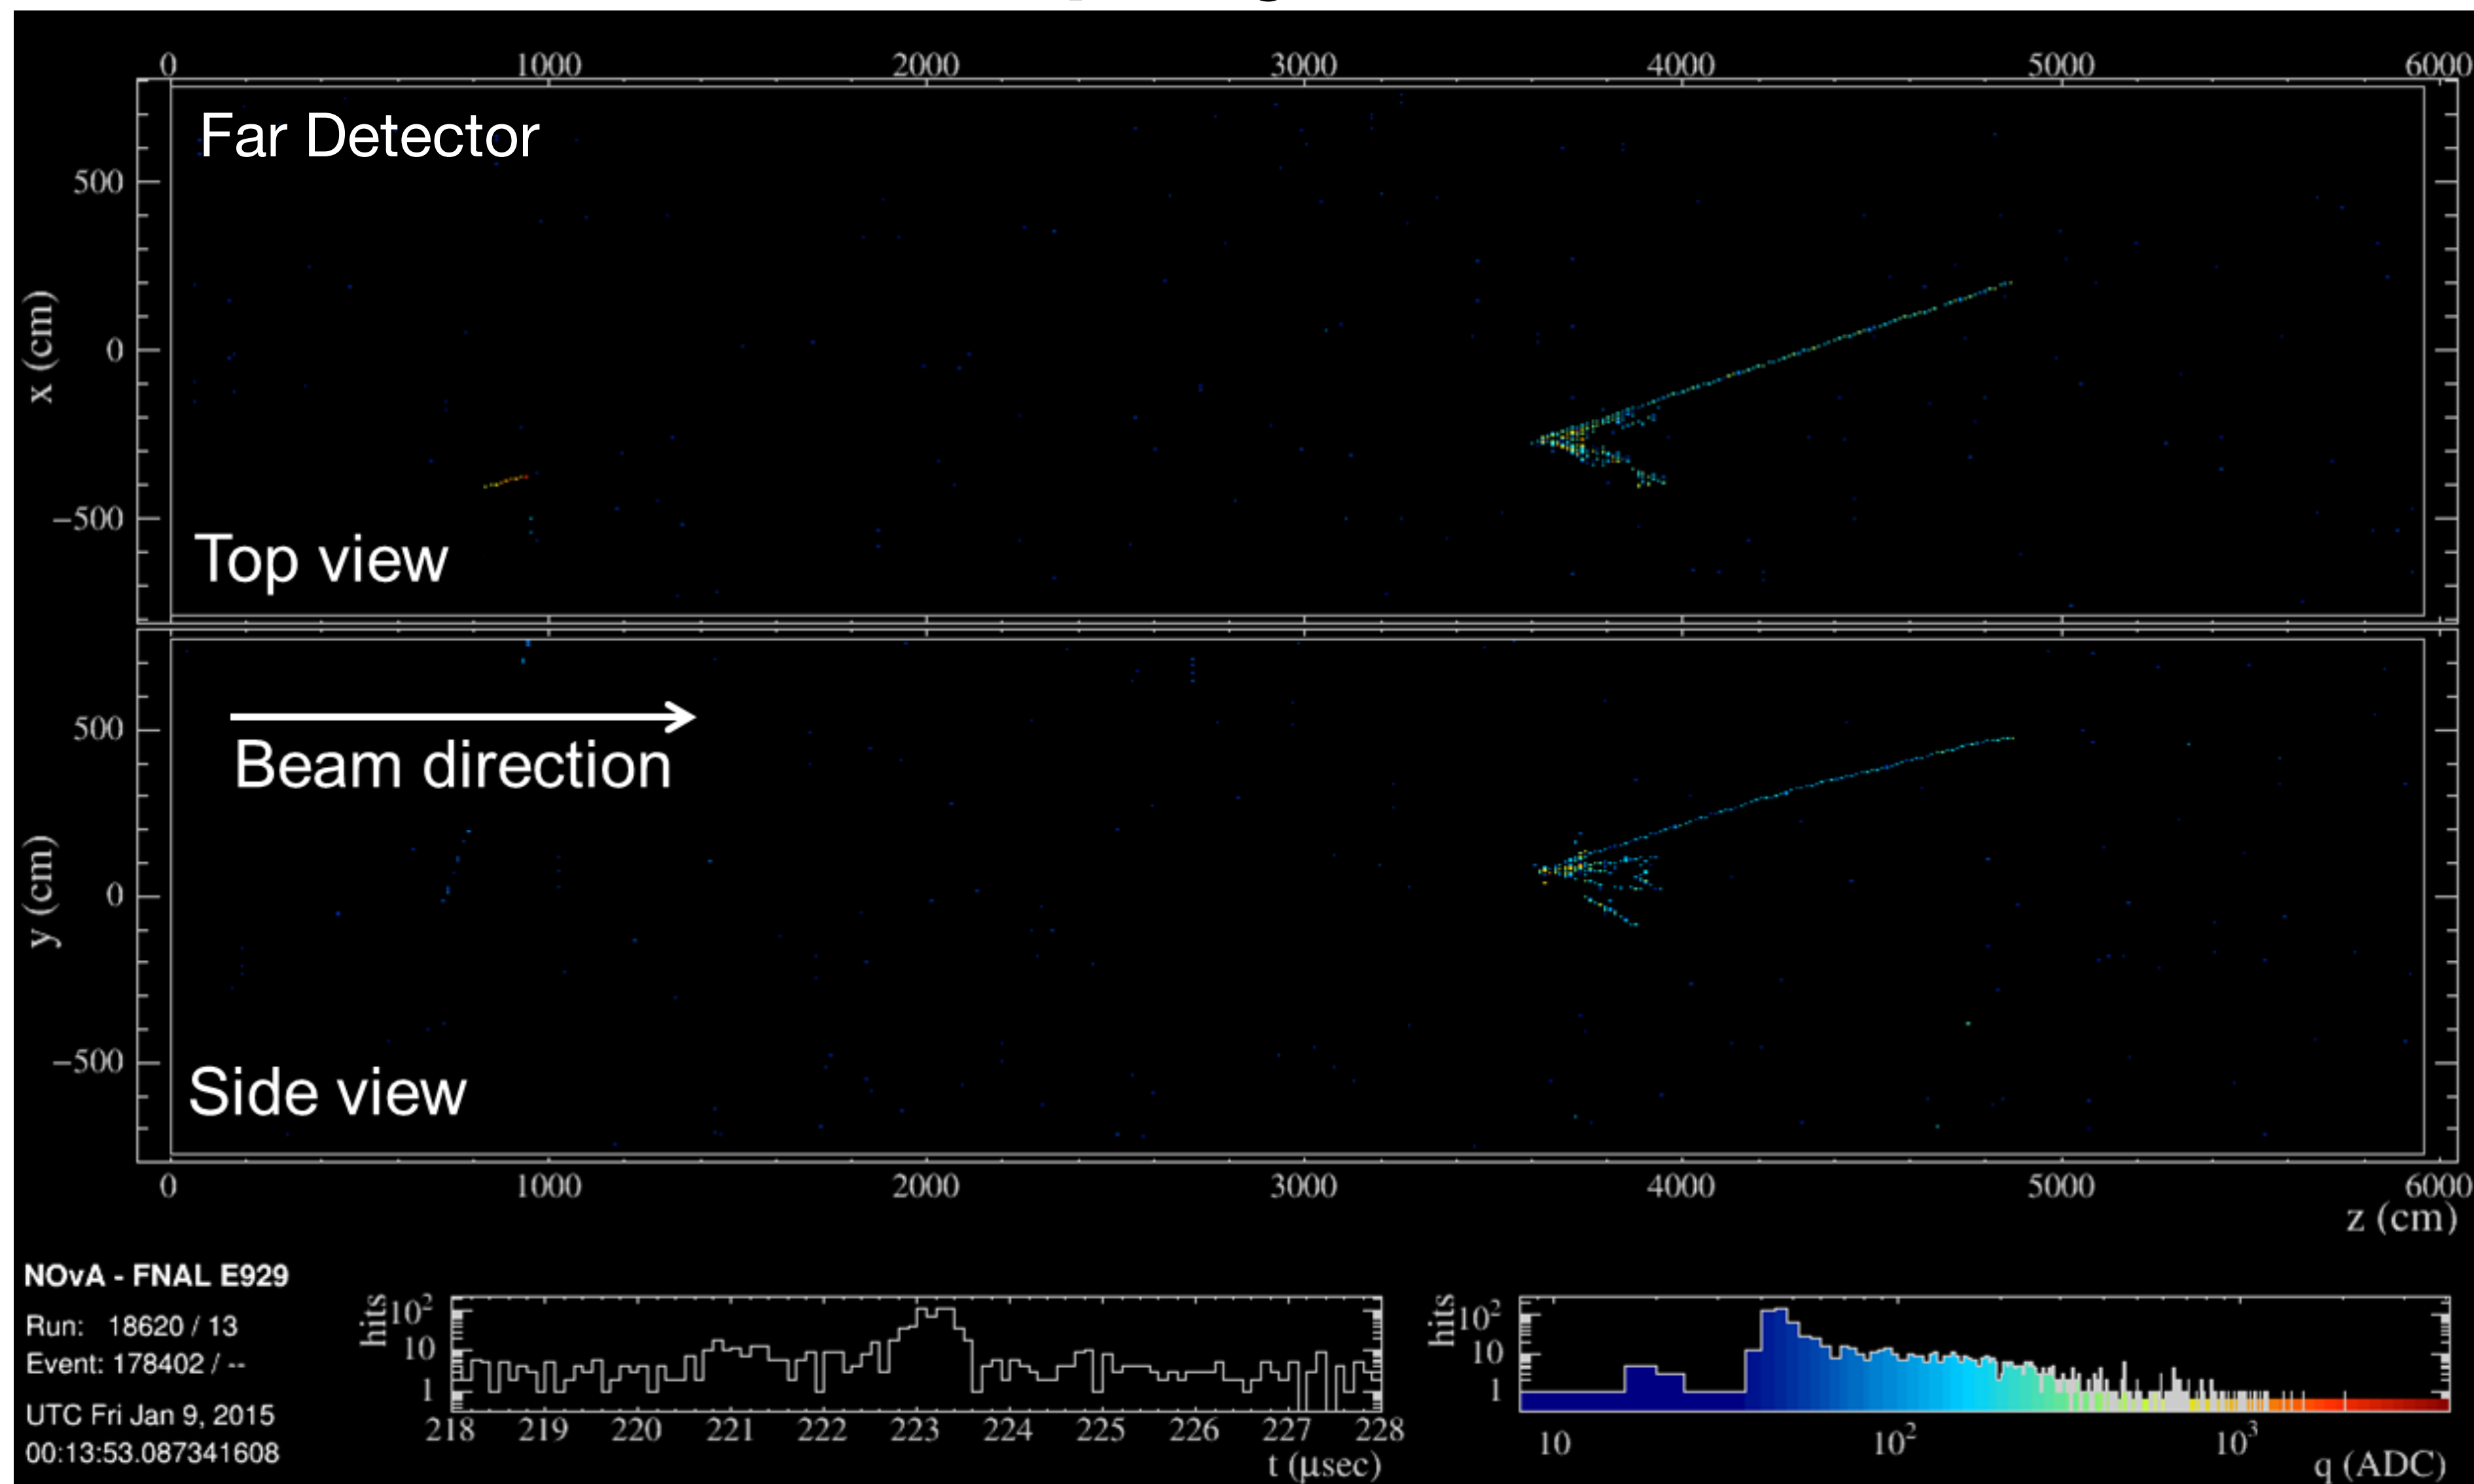 0 1000 2000 3000 4000 5000 6000
Far Detector
500
0
−500
x (cm)
Top view
500
0
−500
y (cm)
Beam direction
Side view
0 1000 2000 3000 4000 5000 6000
z (cm)
NOvA - FNAL E929
Run: 18620 / 13
Event: 178402 / --
UTC Fri Jan 9, 2015
00:13:53.087341608
hits
10²
10
1
218 219 220 221 222 223 224 225 226 227 228
t (μsec)
hits
10²
10
1
10 10² 10³
q (ADC)